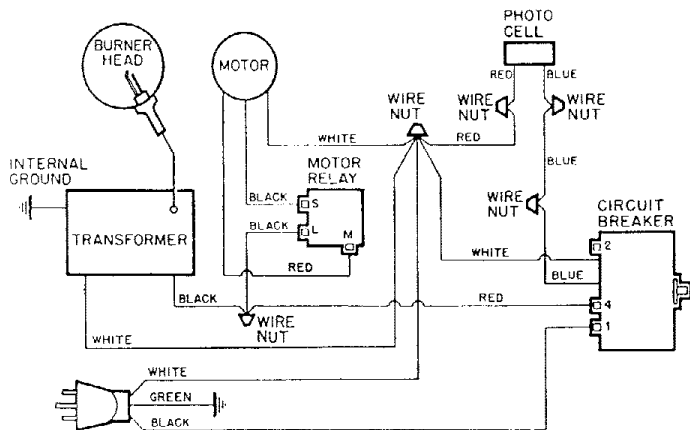 PHOTO
CELL
BURNER
HEAD
MOTOR
RED
BLUE
WIRE
NUT
WIRE
NUT
WIRE
NUT
WHITE
RED
INTERNAL
GROUND
MOTOR
RELAY
BLUE
BLACK
S
WIRE
NUT
CIRCUIT
BREAKER
BLACK
L
M
TRANSFORMER
2
WHITE
RED
BLUE
BLACK
RED
4
WIRE
NUT
1
WHITE
WHITE
GREEN
BLACK